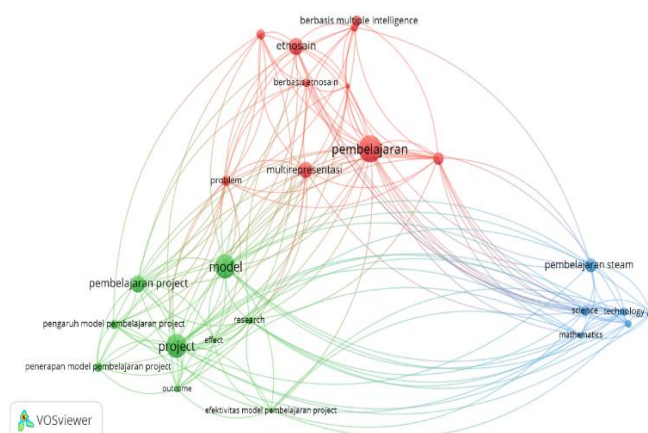 berbasis multiple intelligence
etnosain
berbasis etnosain
pembelajaran
multirepresentasi
problem
model
pembelajaran steam
pembelajaran project
science
technology a
research
pengaruh model pembelajaran project
mathematics
effect
project
penerapan model pembelajaran project
outcome
efektivitas model pembelajaran project
VOSviewer